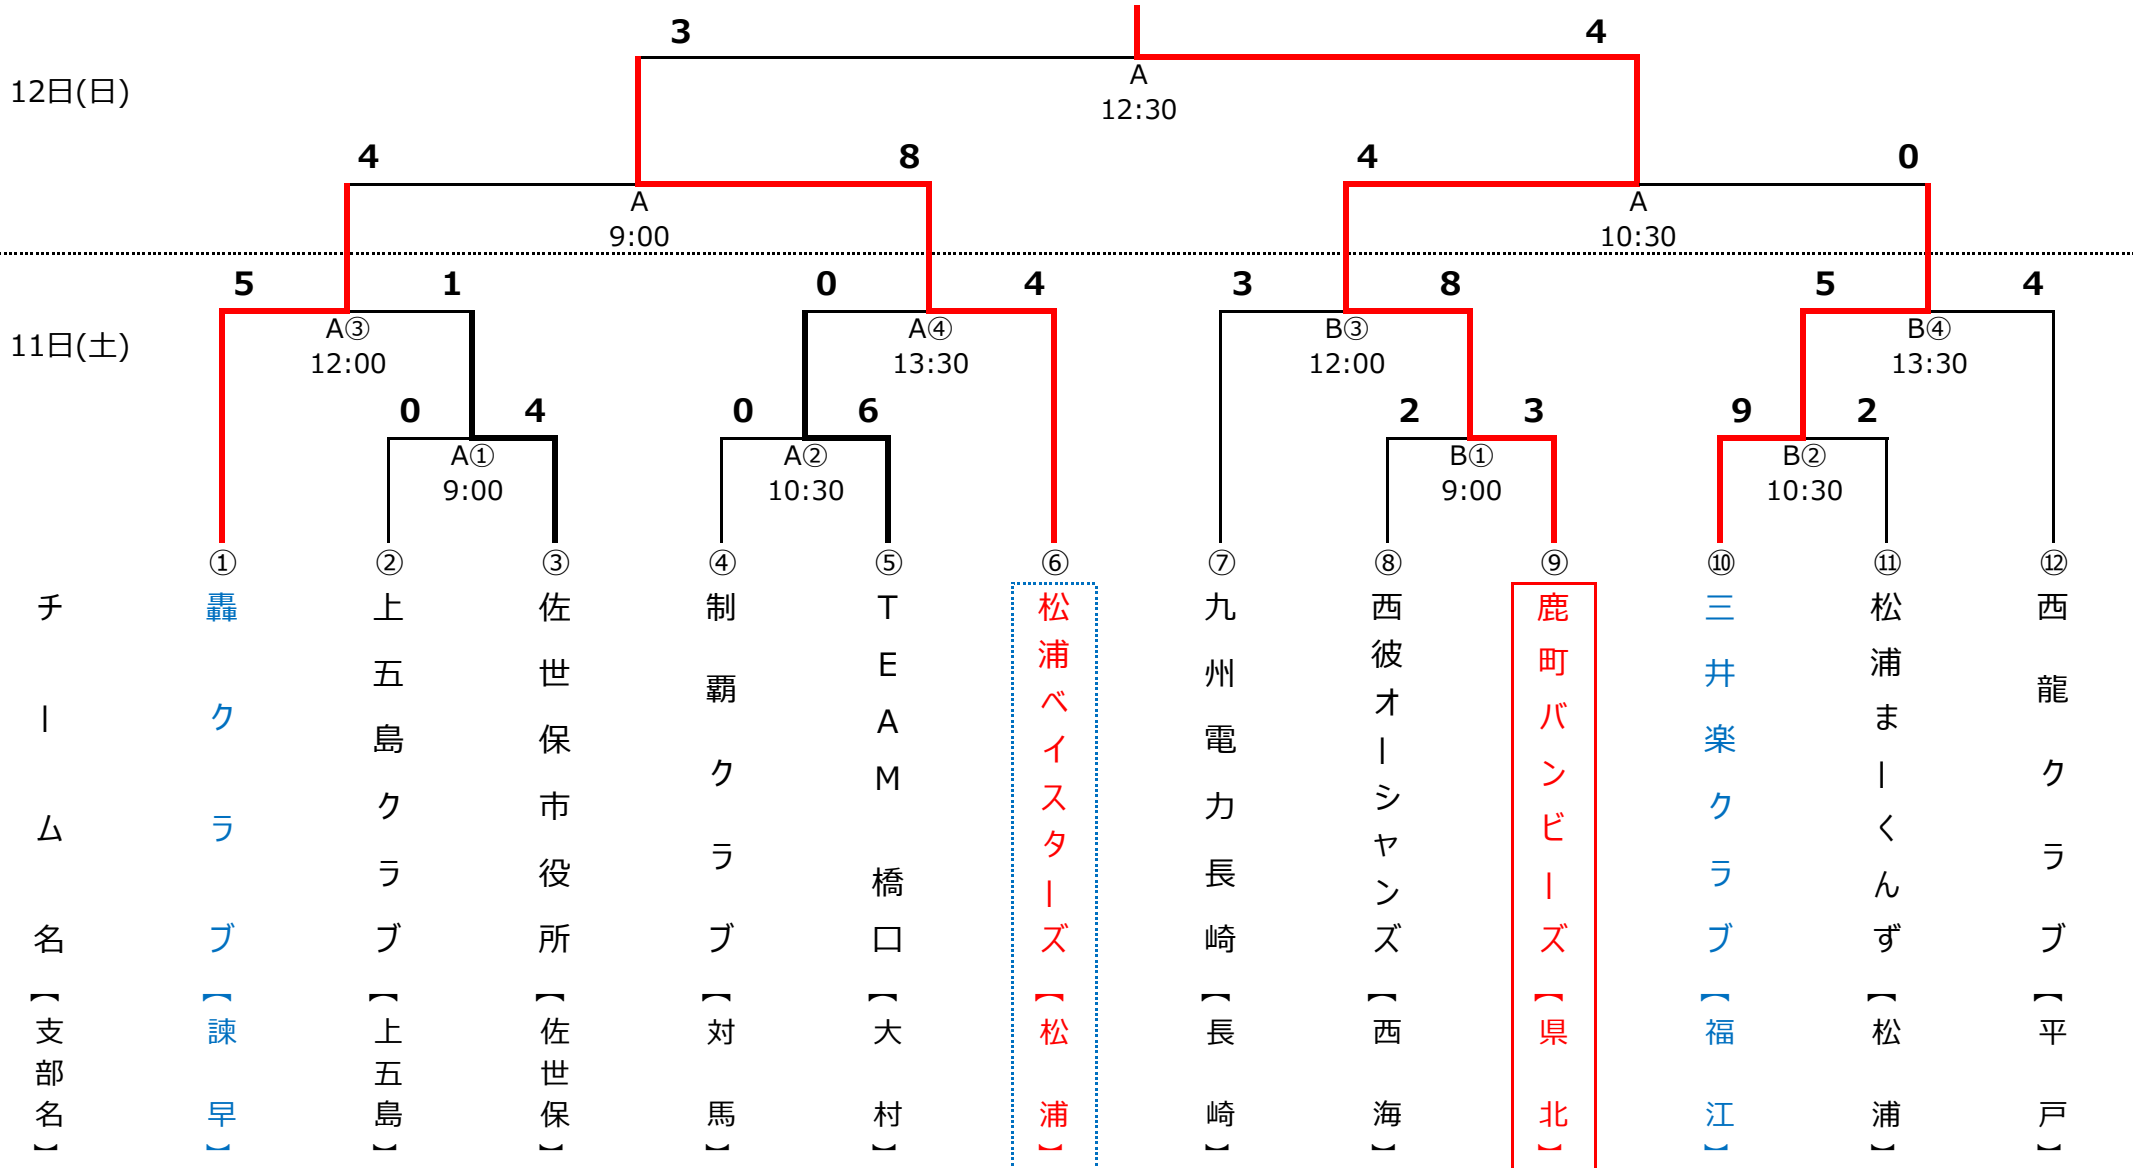 3 4
12日(日)
A
12:30
4 8 4 0
A A
9:00 10:30
5 1 0 4 3 8 5 4
11日(土)
A③ A④ B③ B④
12:00 13:30 12:00 13:30
0 4 0 6 2 3 9 2
A① A② B① B②
9:00 10:30 9:00 10:30
① ② ③ ④ ⑤ ⑥ ⑦ ⑧ ⑨ ⑩ ⑪ ⑫
チーム名【支部名】
轟クラブ【諫早】
上五島クラブ【上五島】
佐世保市役所【佐世保】
制覇クラブ【対馬】
TEAM 橋口【大村】
松浦ベイスターズ【松浦】
九州電力長崎【長崎】
西彼オーシャンズ【西海】
鹿町バンビーズ【県北】
三井楽クラブ【福江】
松浦まーくんず【松浦】
西龍クラブ【平戸】